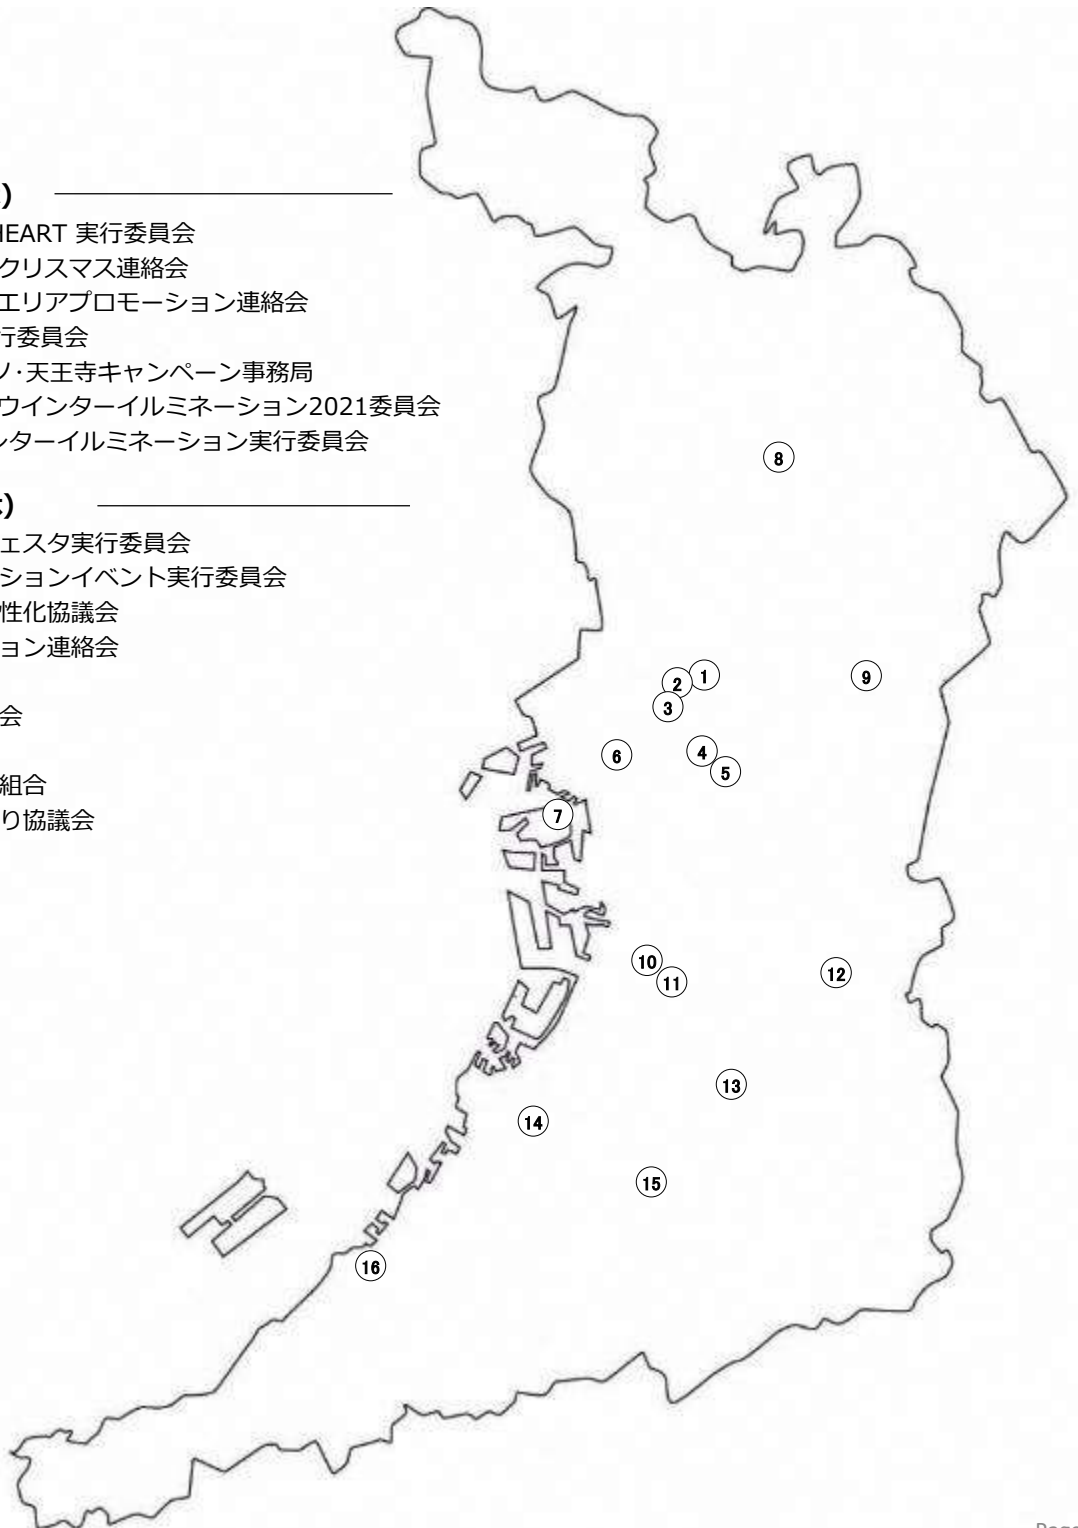 )
HEART 実行委員会
クリスマス連絡会
エリアプロモーション連絡会
行委員会
ノ・天王寺キャンペーン事務局
ウインターイルミネーション2021委員会
ンターイルミネーション実行委員会
)
ェスタ実行委員会
ションイベント実行委員会
性化協議会
ョン連絡会
会
組合
り協議会
8
1
9
2
3
4
6
5
7
10
11
12
13
14
15
16